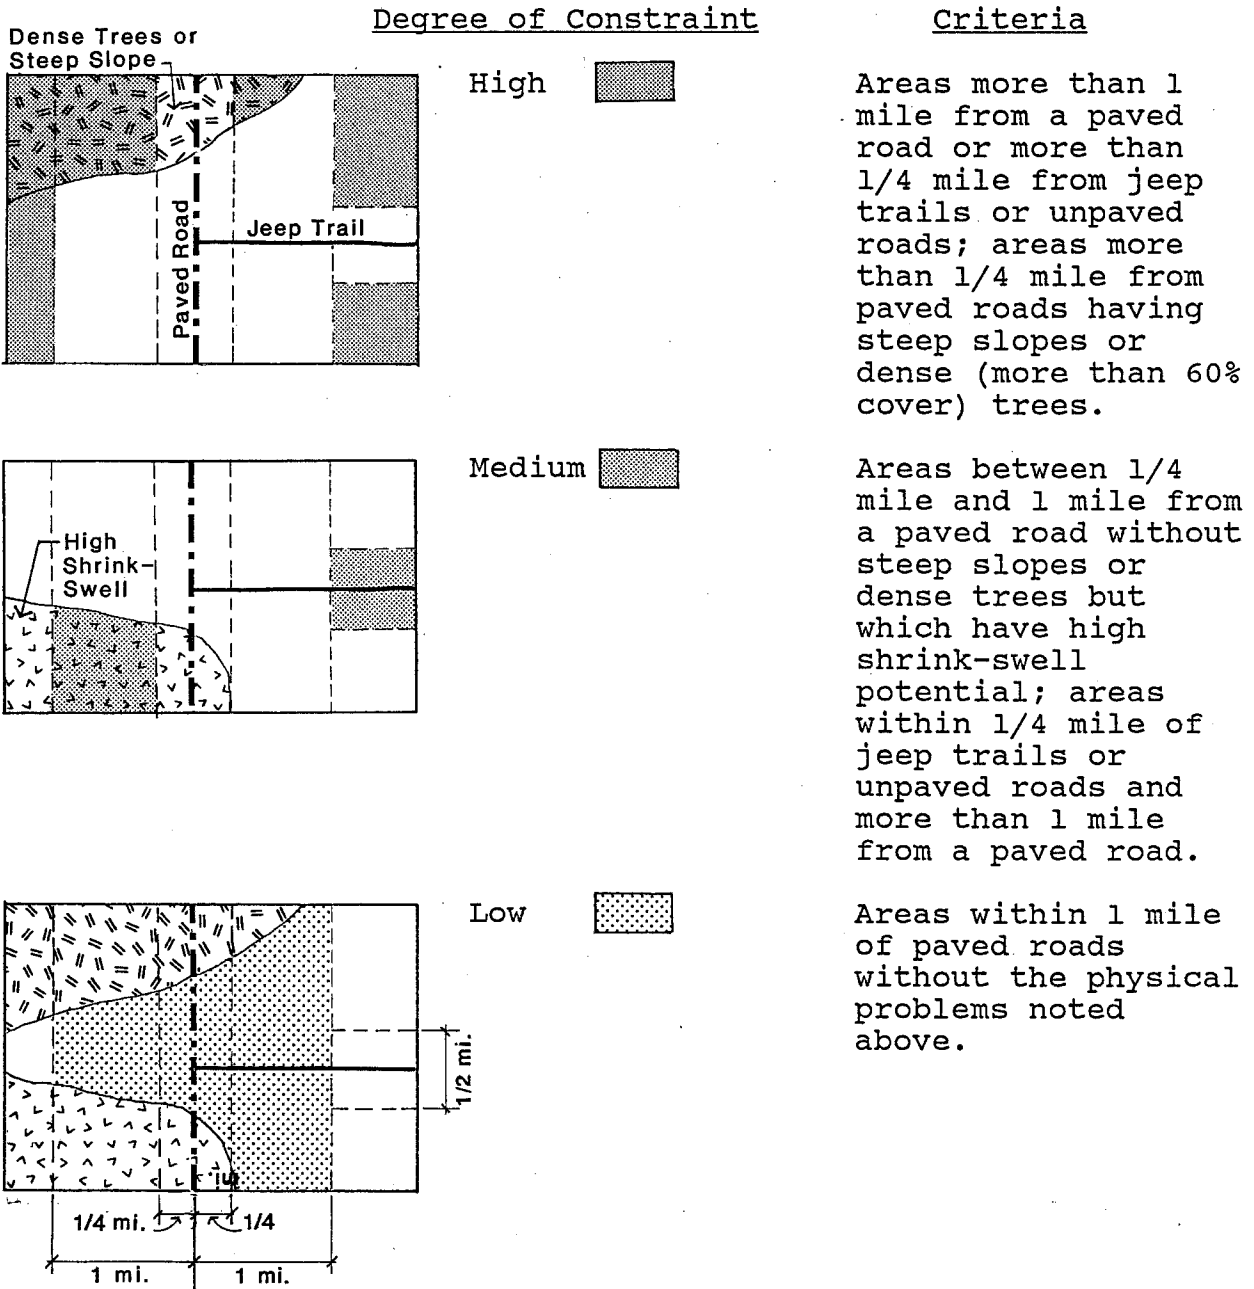 Degree of Constraint
Criteria
Dense Trees or
Steep Slope
High
Areas more than 1
mile from a paved
road or more than
1/4 mile from jeep
trails or unpaved
roads; areas more
than 1/4 mile from
paved roads having
steep slopes or
dense (more than 60%
cover) trees.
Paved Road
Jeep Trail
Medium
Areas between 1/4
mile and 1 mile from
a paved road without
steep slopes or
dense trees but
which have high
shrink-swell
potential; areas
within 1/4 mile of
jeep trails or
unpaved roads and
more than 1 mile
from a paved road.
High
Shrink-
Swell
Low
Areas within 1 mile
of paved roads
without the physical
problems noted
above.
1/2 mi.
mi.
1/4 mi.
1/4
1 mi.
1 mi.